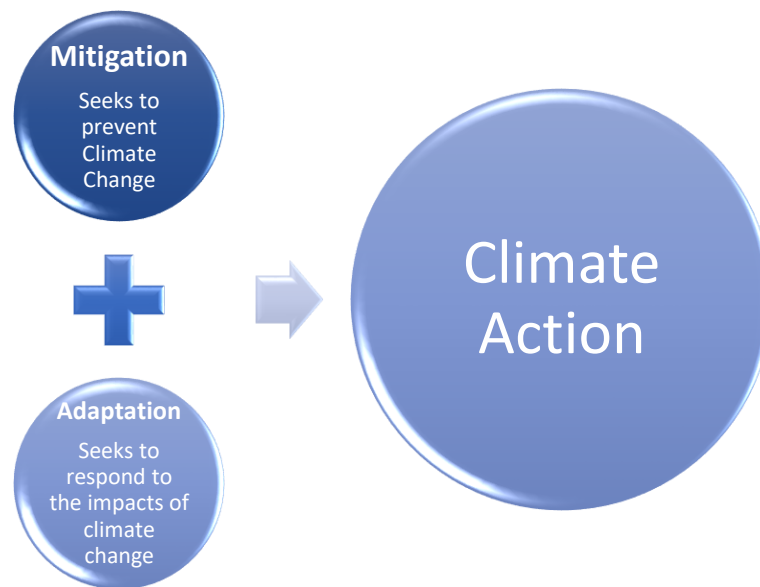 Mitigation
Seeks to
prevent
Climate
Change
Adaptation
Seeks to
respond to
the impacts of
climate
change
Climate
Action